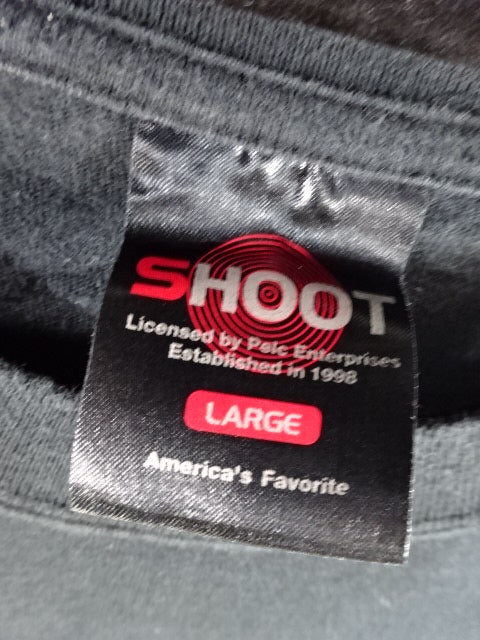 SHOOT
Licensed by Pelc Enterprises
Established in 1998
LARGE
America's Favorite